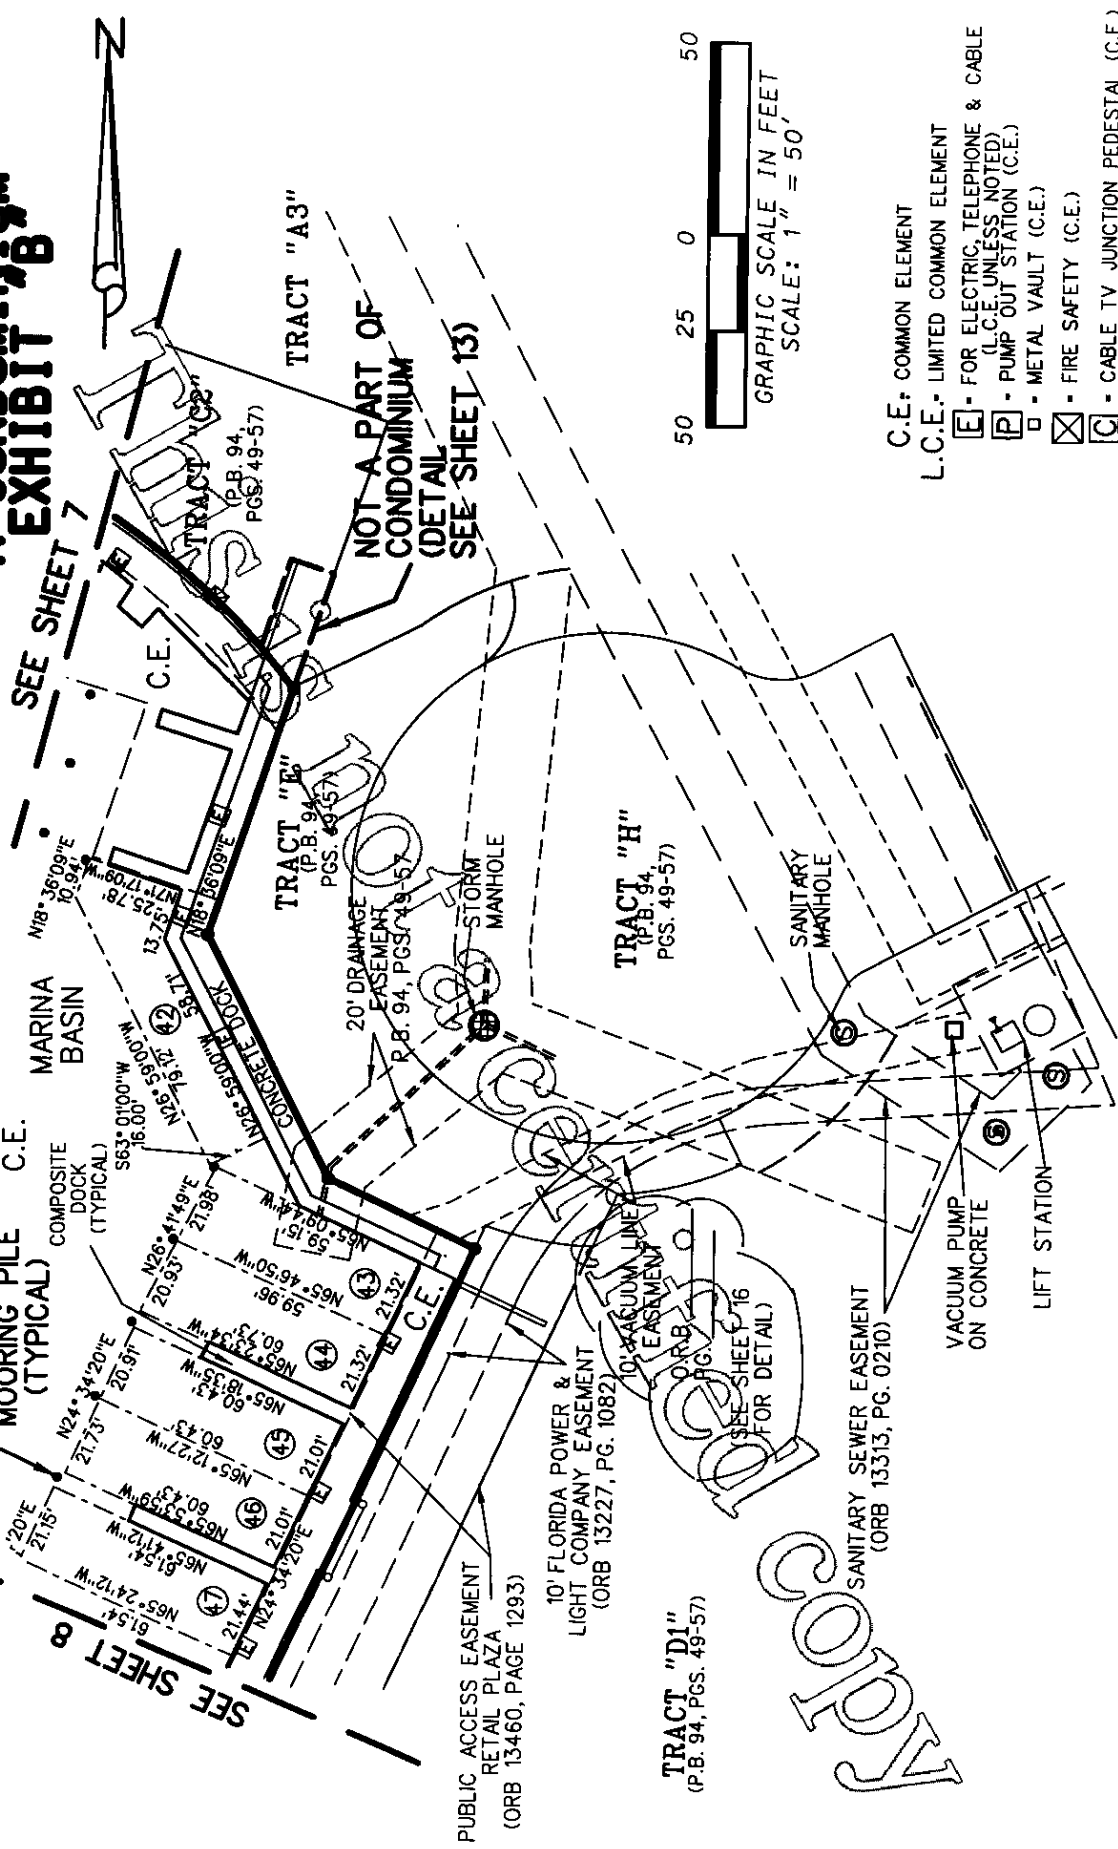 EXHIBIT "B"
SEE SHEET 7
N
MOORING PILE
(TYPICAL)
C.E.
MARINA
BASIN
COMPOSITE
DOCK
(TYPICAL)
S63°01'00"W
16.00'
N26°59'00"W
79.12'
42
58.71'
N26°59'00"W
CONCRETE DOCK
N18°36'09"E
10.94'
N71°17'09"W
25.78'
13.75'
N18°36'09"E
C.E.
E
E
E
E
E
TRACT "C2"
(P.B. 94,
PGS. 49-57)
TRACT "A3"
NOT A PART OF
CONDOMINIUM
(DETAIL
SEE SHEET 13)
TRACT "E"
(P.B. 94,
PGS. 49-57)
20' DRAINAGE
EASEMENT
P.B. 94, PGS. 49-57
STORM
MANHOLE
TRACT "H"
(P.B. 94,
PGS. 49-57)
SANITARY
MANHOLE
S
S
S
N26°41'49"E
21.98'
20.93'
N24°34'20"E
20.91'
21.73'
'20"E
21.15'
N65°09'44"W
59.15'
43
N65°46'50"W
59.96'
44
N65°23'34"W
60.73'
N65°18'35"W
60.43'
45
N65°12'27"W
60.43'
46
N65°53'59"W
60.43'
N65°41'12"W
61.54'
47
N65°24'12"W
61.54'
21.32'
21.32'
21.01'
21.01'
21.44'
N24°34'20"E
C.E.
E
E
E
SEE SHEET 8
PUBLIC ACCESS EASEMENT
RETAIL PLAZA
(ORB 13460, PAGE 1293)
10' FLORIDA POWER &
LIGHT COMPANY EASEMENT
(ORB 13227, PG. 1082)
10' VACUUM LINE
EASEMENT
O.R.B.
PG.
(SEE SHEET 16
FOR DETAIL)
TRACT "D1"
(P.B. 94, PGS. 49-57)
SANITARY SEWER EASEMENT
(ORB 13313, PG. 0210)
VACUUM PUMP
ON CONCRETE
LIFT STATION
50 25 0 50
GRAPHIC SCALE IN FEET
SCALE: 1" = 50'
C.E.- COMMON ELEMENT
L.C.E.- LIMITED COMMON ELEMENT
E - FOR ELECTRIC, TELEPHONE & CABLE
(L.C.E. UNLESS NOTED)
P - PUMP OUT STATION (C.E.)
- METAL VAULT (C.E.)
- FIRE SAFETY (C.E.)
C - CABLE TV JUNCTION PEDESTAL (C.E.)
This is not a certified copy